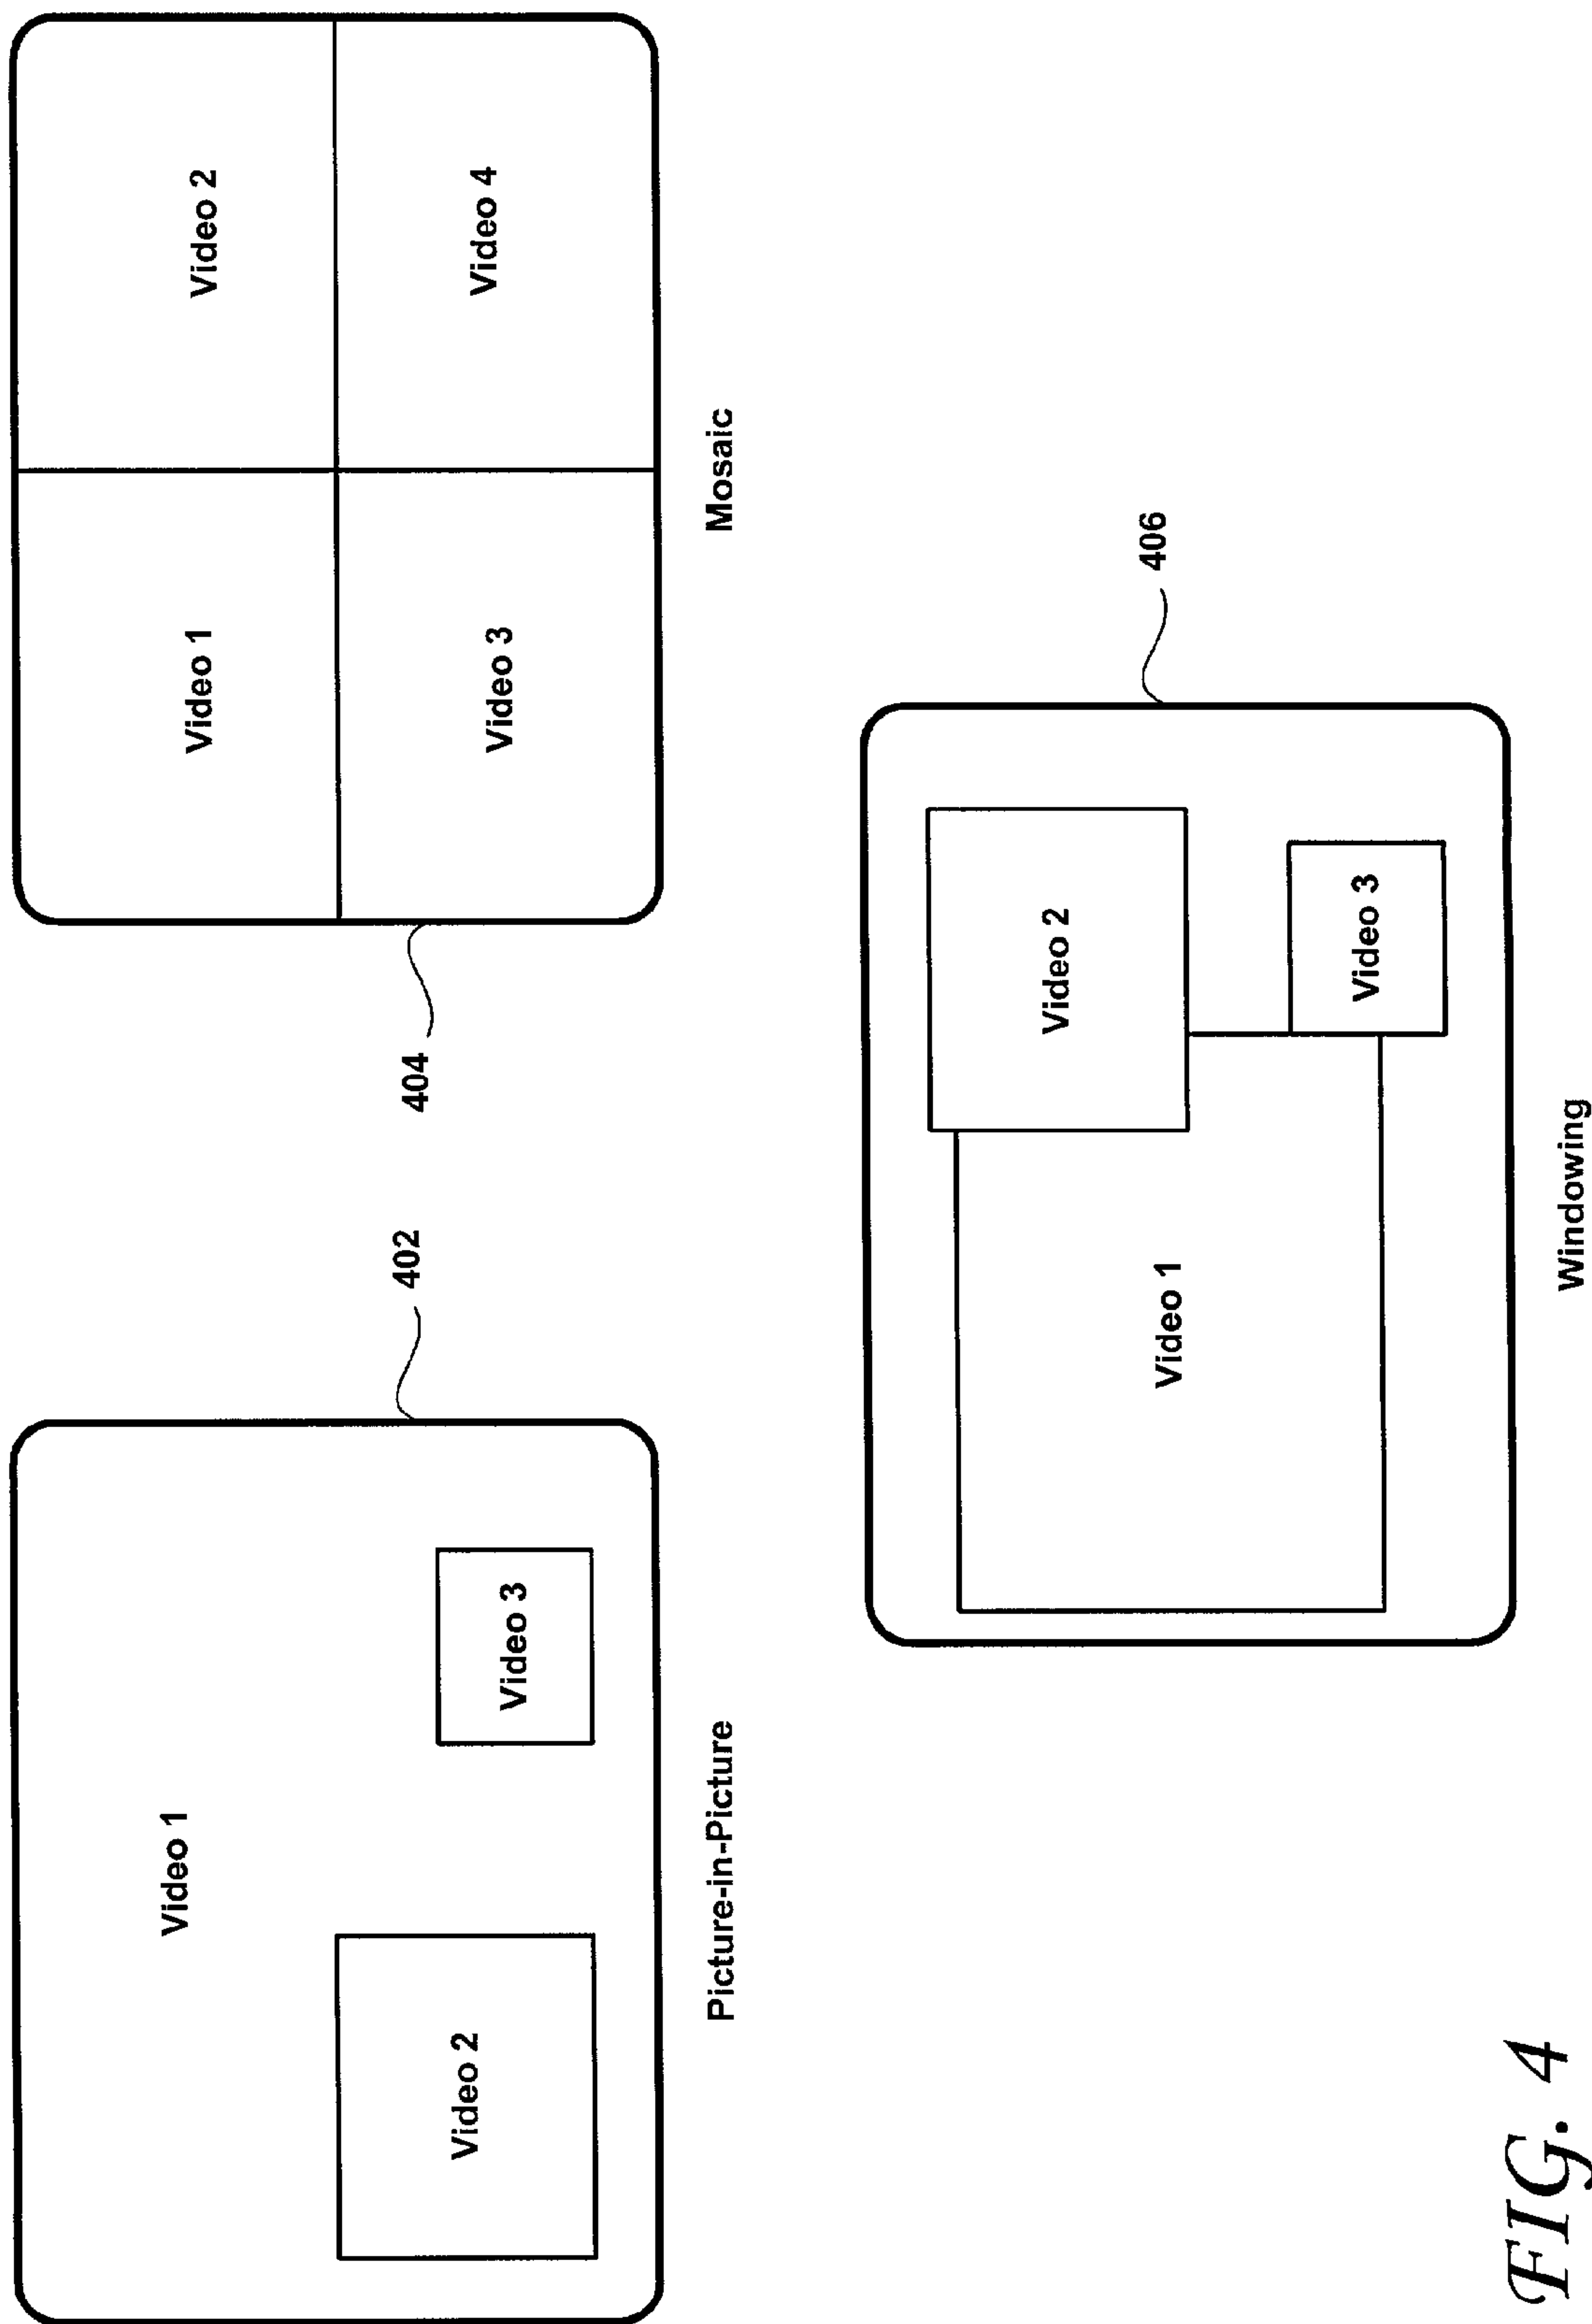 Video 1
Video 2
Video 3
402
Picture-in-Picture
Video 1
Video 2
Video 3
Video 4
404
Mosaic
Video 1
Video 2
Video 3
406
Windowing
FIG. 4